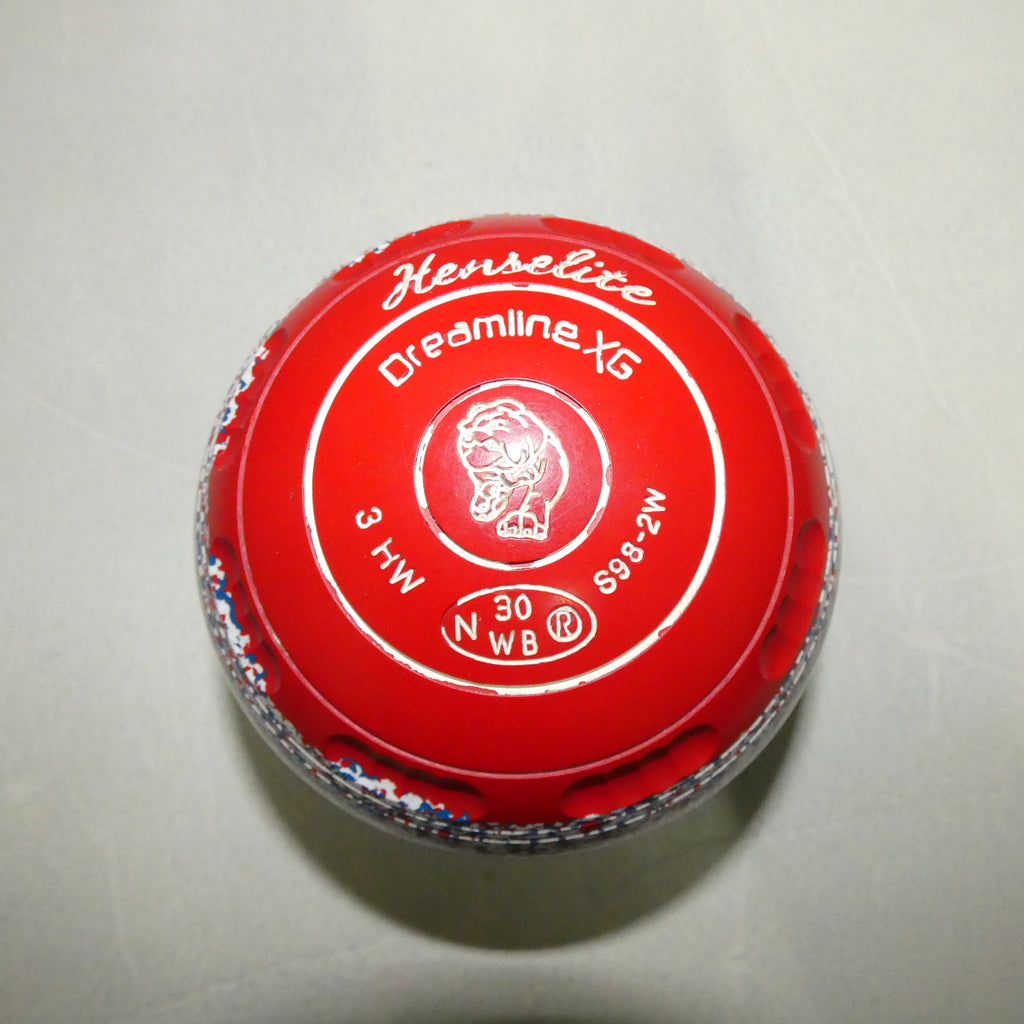 Henselite
Dreamline XG
3 HW
S98-2W
N 30 WB ®